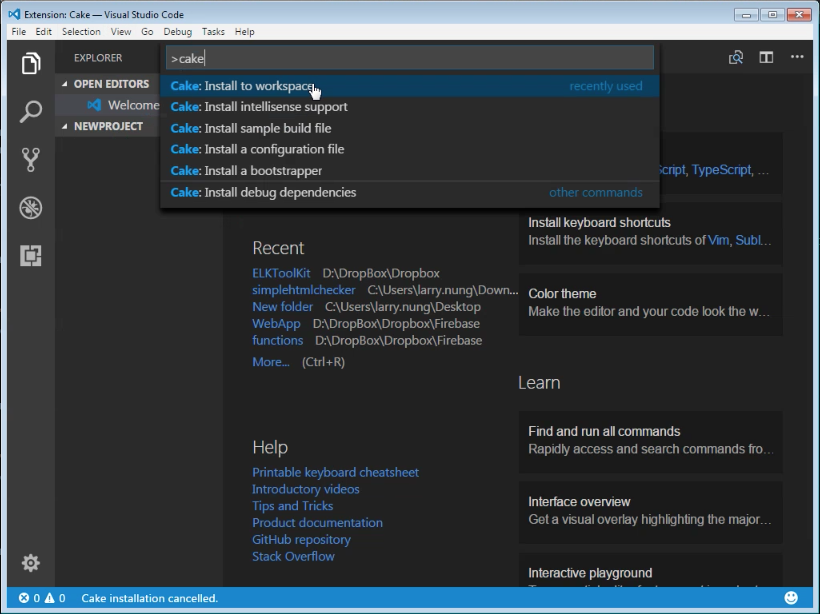 Extension: Cake — Visual Studio Code
File Edit Selection View Go Debug Tasks Help
EXPLORER
>cake
OPEN EDITORS
Welcome
NEWPROJECT
Cake: Install to workspace recently used
Cake: Install intellisense support
Cake: Install sample build file
Cake: Install a configuration file
Cake: Install a bootstrapper
Cake: Install debug dependencies other commands
TypeScript, ...
Install keyboard shortcuts
Install the keyboard shortcuts of Vim, Subl...
Color theme
Make the editor and your code look the w...
Recent
ELKToolKit D:\DropBox\Dropbox
simplehtmlchecker C:\Users\larry.nung\Down...
New folder C:\Users\larry.nung\Desktop
WebApp D:\DropBox\Dropbox\Firebase
functions D:\DropBox\Dropbox\Firebase
More... (Ctrl+R)
Learn
Find and run all commands
Rapidly access and search commands fro...
Interface overview
Get a visual overlay highlighting the major...
Interactive playground
Help
Printable keyboard cheatsheet
Introductory videos
Tips and Tricks
Product documentation
GitHub repository
Stack Overflow
0 0 Cake installation cancelled.